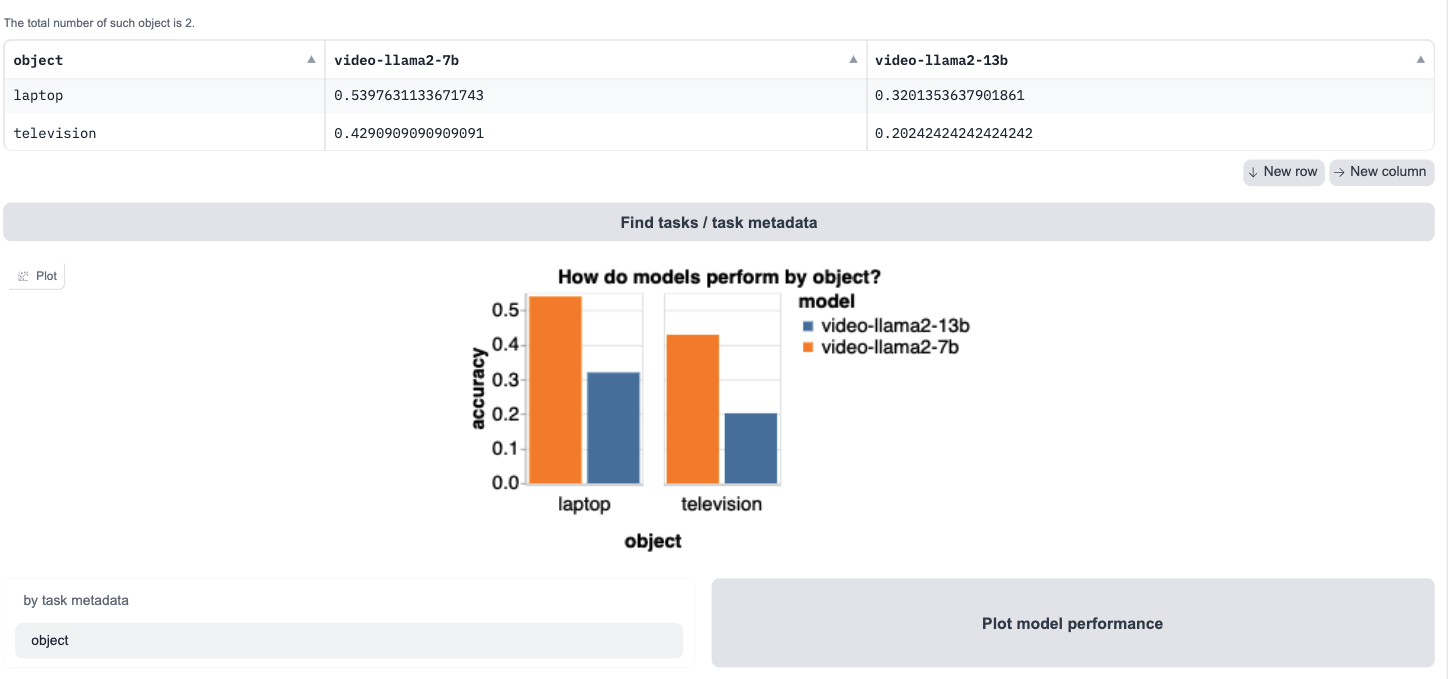 The total number of such object is 2.
object ▲ video-llama2-7b ▲ video-llama2-13b ▲
laptop 0.5397631133671743 0.3201353637901861
television 0.4290909090909091 0.20242424242424242
↓ New row → New column
Find tasks / task metadata
Plot
How do models perform by object?
model
video-llama2-13b
video-llama2-7b
accuracy
0.5
0.4
0.3
0.2
0.1
0.0
laptop television
object
by task metadata
object
Plot model performance